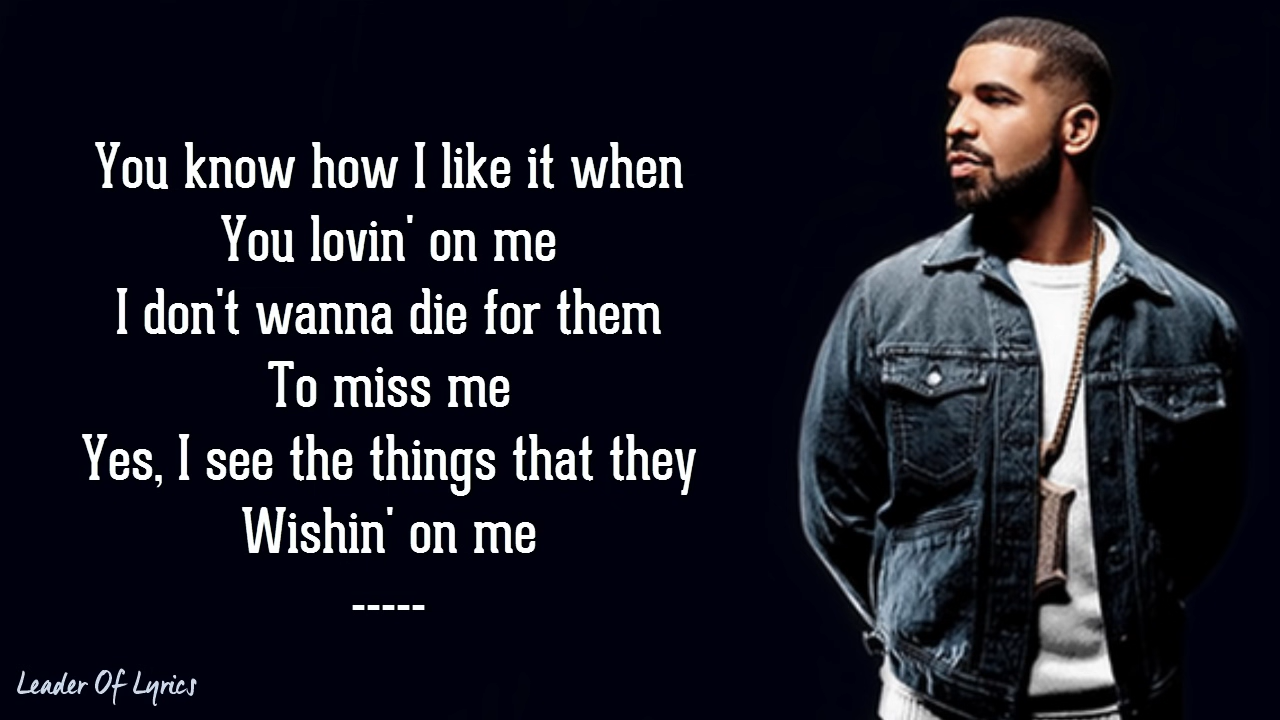 You know how I like it when
You lovin' on me
I don't wanna die for them
To miss me
Yes, I see the things that they
Wishin' on me
-----
Leader Of Lyrics